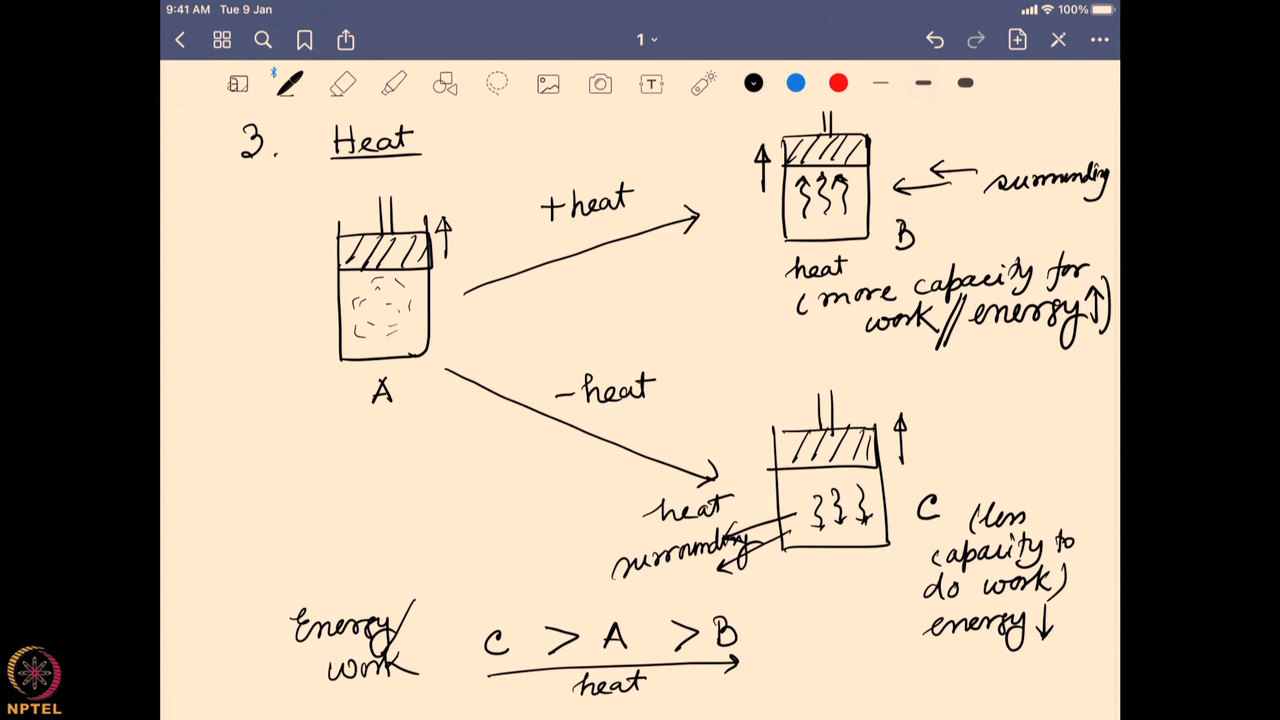 9:41 AM Tue 9 Jan
100%
1
T
3. Heat
+heat
surrounding
B
heat
(more capacity for
work // energy ↑)
A
-heat
heat
surrounding
C (less
capacity to
do work)
energy ↓
Energy/
work
C > A > B
heat
NPTEL